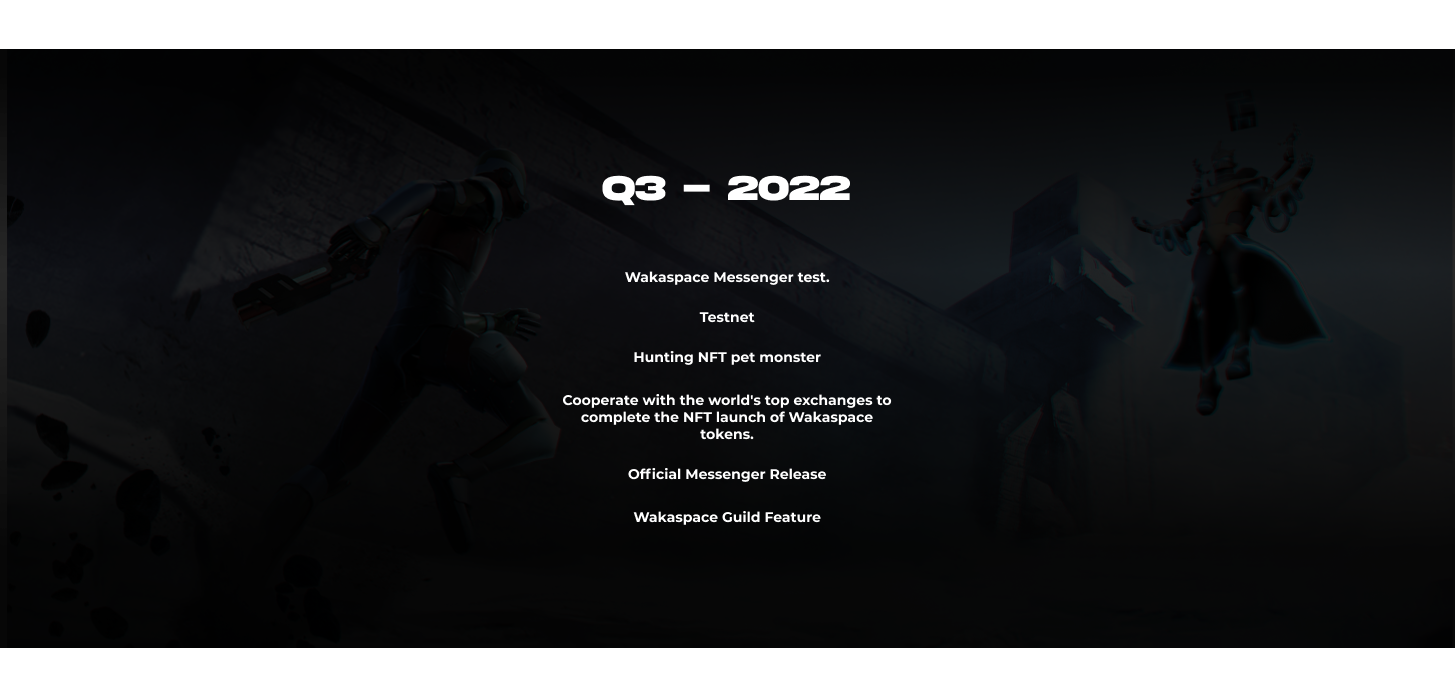 Q3 - 2022
Wakaspace Messenger test.
Testnet
Hunting NFT pet monster
Cooperate with the world's top exchanges to
complete the NFT launch of Wakaspace
tokens.
Official Messenger Release
Wakaspace Guild Feature